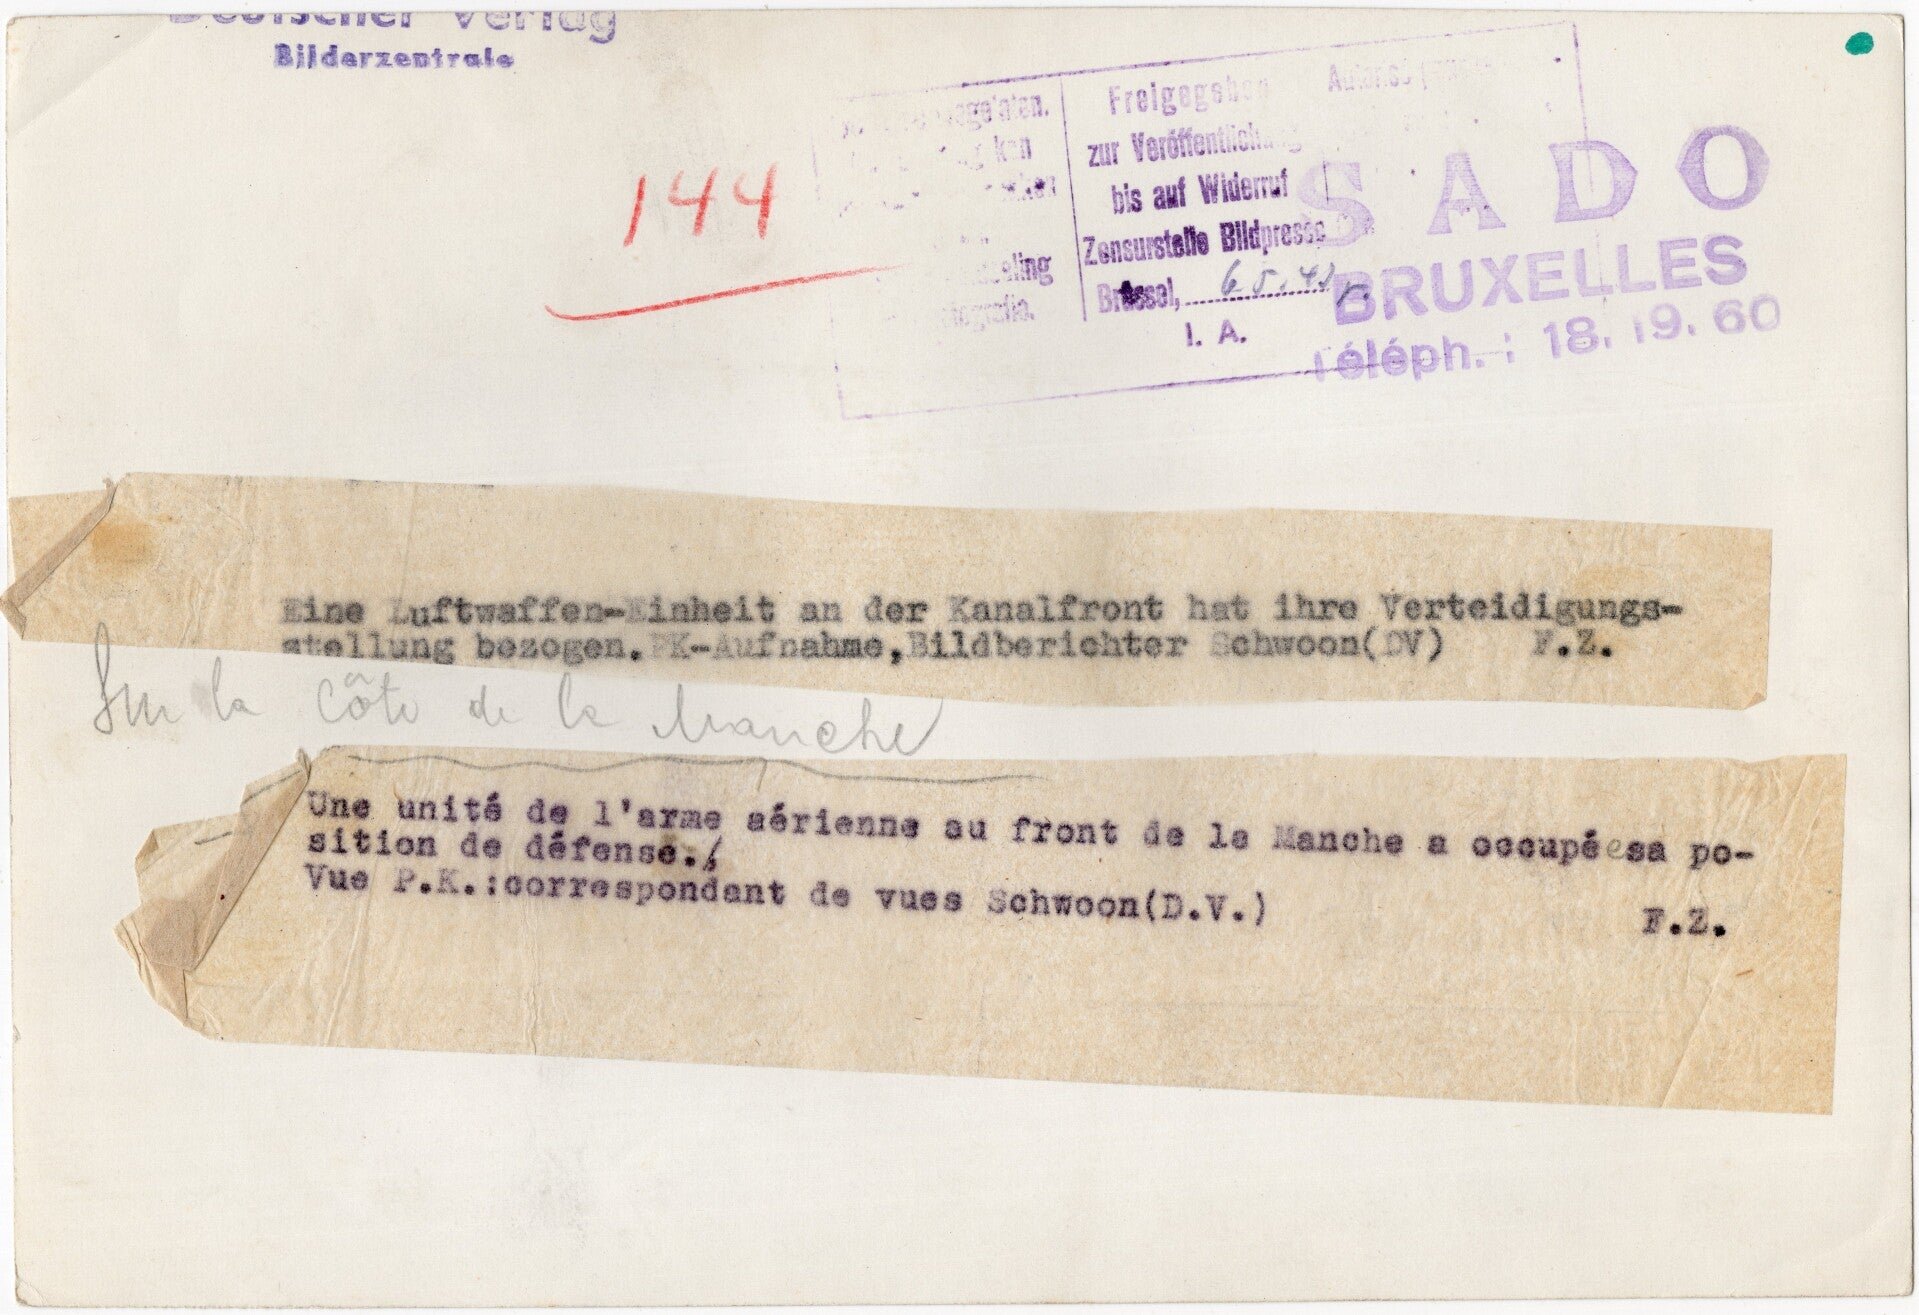 Deutscher Verlag
Bilderzentrale
144
Freigegeben
zur Veröffentlichung
bis auf Widerruf
Zensurstelle Bildpresse
Brüssel, 6.5.41
I. A.
SADO
BRUXELLES
Téléph. : 18.19.60
Eine Luftwaffen-Einheit an der Kanalfront hat ihre Verteidigungs-
stellung bezogen. PK-Aufnahme, Bildberichter Schwoon(DV) F.Z.
Sur la côte de la Manche
Une unité de l'arme aérienne au front de la Manche a occupée sa po-
sition de défense./
Vue P.K.:correspondant de vues Schwoon(D.V.)
F.Z.